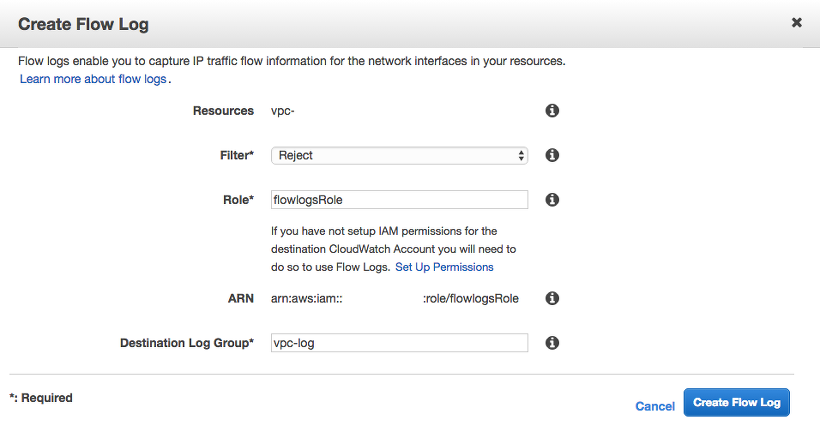 Create Flow Log
Flow logs enable you to capture IP traffic flow information for the network interfaces in your resources.
Learn more about flow logs.
Resources vpc-
Filter* Reject
Role* flowlogsRole
If you have not setup IAM permissions for the
destination CloudWatch Account you will need to
do so to use Flow Logs. Set Up Permissions
ARN arn:aws:iam:: :role/flowlogsRole
Destination Log Group* vpc-log
*: Required
Cancel Create Flow Log